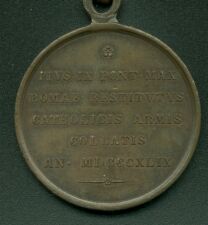 PIVS IX PONT MAX
ROMAE RESTITVTVS
CATHOLICIS ARMIS
COLLATIS
AN· MDCCCXLIX